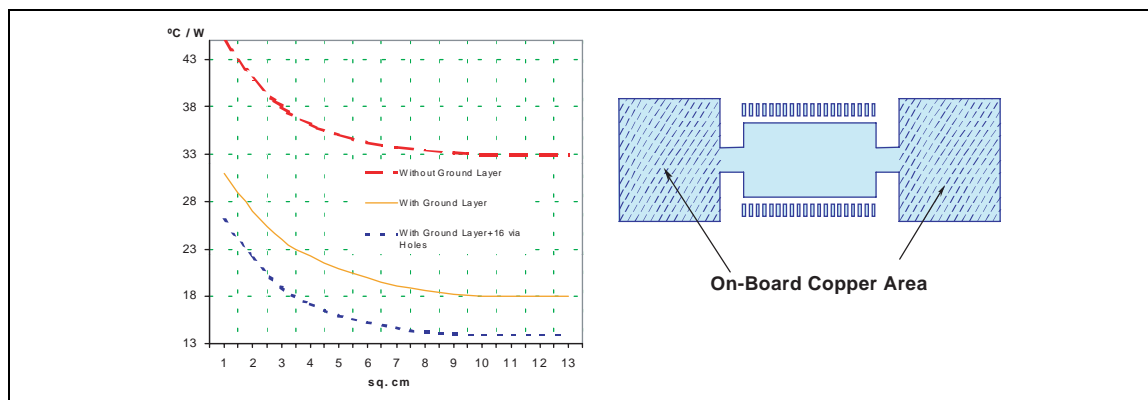 ºC / W
43
38
33
28
23
18
13
1 2 3 4 5 6 7 8 9 10 11 12 13
sq. cm
Without Ground Layer
With Ground Layer
With Ground Layer+16 via
Holes
On-Board Copper Area